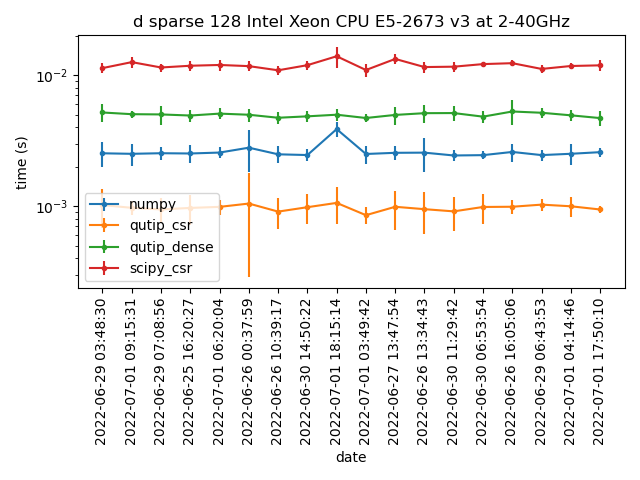 d sparse 128 Intel Xeon CPU E5-2673 v3 at 2-40GHz
time (s)
10⁻²
10⁻³
numpy
qutip_csr
qutip_dense
scipy_csr
2022-06-29 03:48:30
2022-07-01 09:15:31
2022-06-29 07:08:56
2022-06-25 16:20:27
2022-07-01 06:20:04
2022-06-26 00:37:59
2022-06-26 10:39:17
2022-06-30 14:50:22
2022-07-01 18:15:14
2022-07-01 03:49:42
2022-06-27 13:47:54
2022-06-26 13:34:43
2022-06-30 11:29:42
2022-06-30 06:53:54
2022-06-26 16:05:06
2022-06-29 06:43:53
2022-07-01 04:14:46
2022-07-01 17:50:10
date